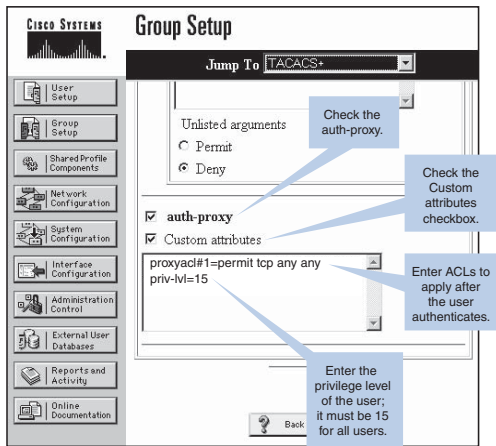 CISCO SYSTEMS
Group Setup
Jump To TACACS+
User
Setup
Group
Setup
Shared Profile
Components
Network
Configuration
System
Configuration
Interface
Configuration
Administration
Control
External User
Databases
Reports and
Activity
Online
Documentation
Unlisted arguments
Permit
Deny
Check the
auth-proxy.
auth-proxy
Custom attributes
Check the
Custom
attributes
checkbox.
proxyacl#1=permit tcp any any
priv-lvl=15
Enter ACLs to
apply after
the user
authenticates.
Enter the
privilege level
of the user;
it must be 15
for all users.
Back